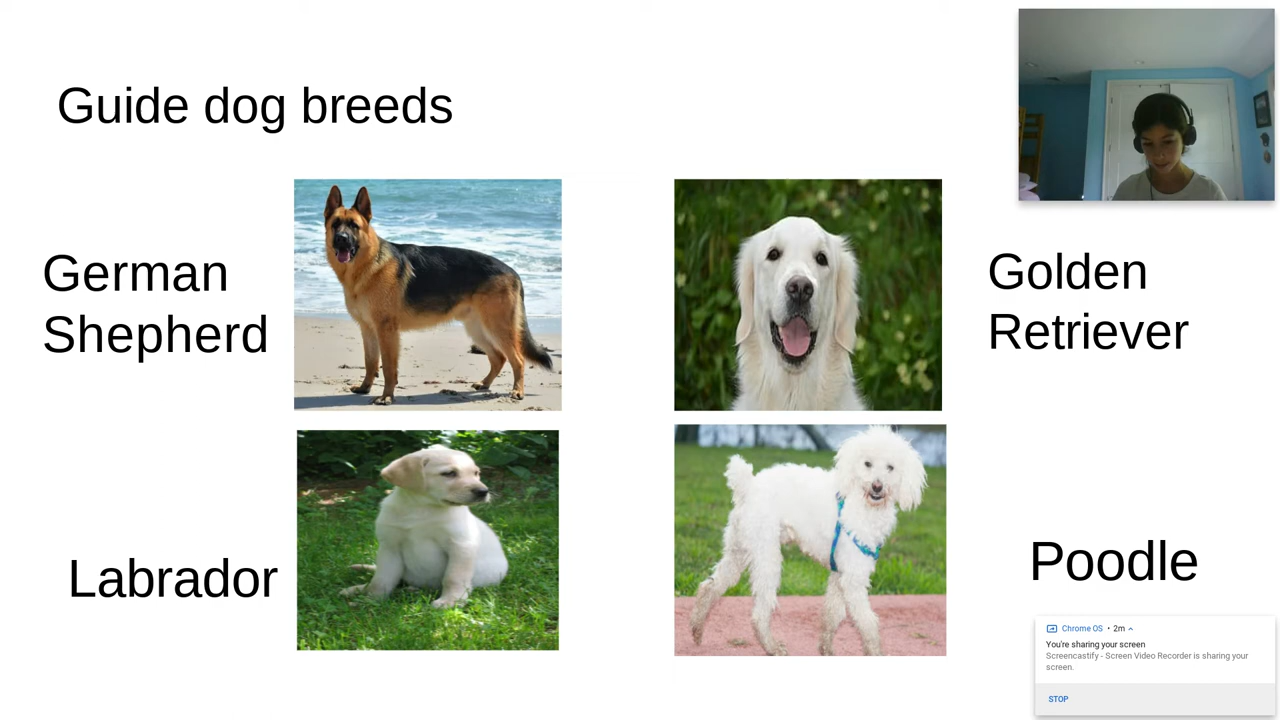 Guide dog breeds
German
Shepherd
Golden
Retriever
Labrador
Poodle
Chrome OS • 2m
You're sharing your screen
Screencastify - Screen Video Recorder is sharing your
screen.
STOP